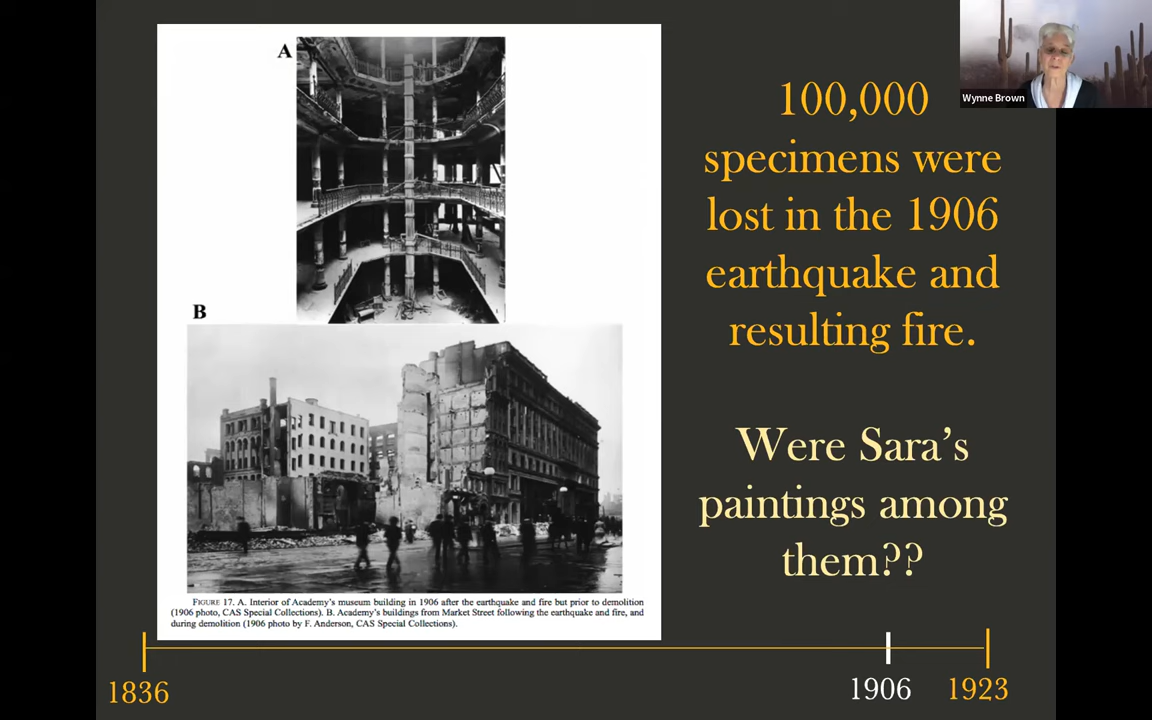 A
B
FIGURE 17. A. Interior of Academy's museum building in 1906 after the earthquake and fire but prior to demolition
(1906 photo, CAS Special Collections). B. Academy's buildings from Market Street following the earthquake and fire, and
during demolition (1906 photo by F. Anderson, CAS Special Collections).
100,000
specimens were
lost in the 1906
earthquake and
resulting fire.
Were Sara's
paintings among
them??
Wynne Brown
1836
1906
1923